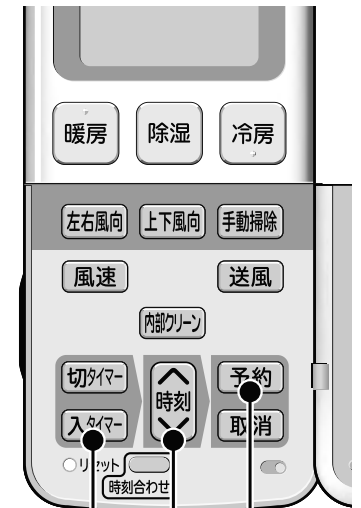 暖房 除湿 冷房
左右風向 上下風向 手動掃除
風速 送風
内部クリーン
切タイマー 時刻 予約
入タイマー 取消
リセット
時刻合わせ